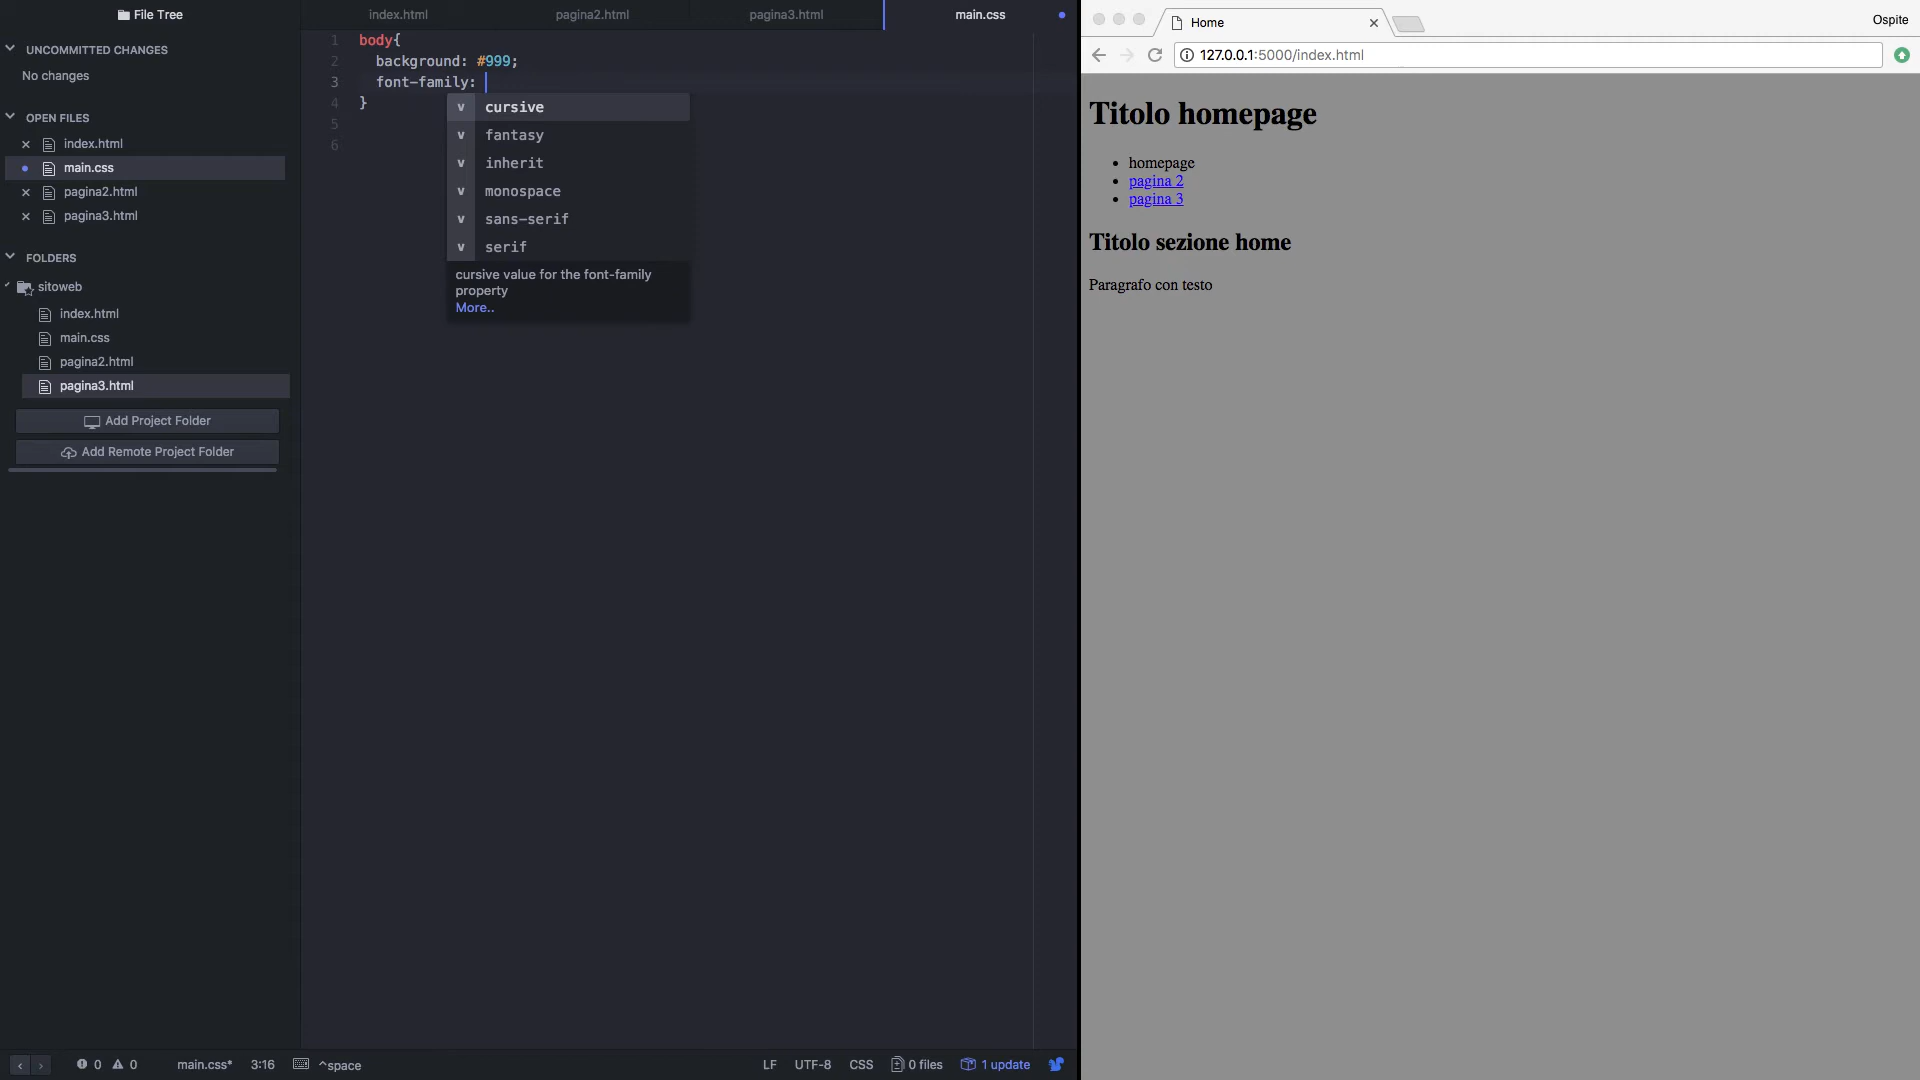 File Tree
UNCOMMITTED CHANGES
No changes
OPEN FILES
index.html
main.css
pagina2.html
pagina3.html
FOLDERS
sitoweb
index.html
main.css
pagina2.html
pagina3.html
Add Project Folder
Add Remote Project Folder
index.html
pagina2.html
pagina3.html
main.css
1 body{
2 background: #999;
3 font-family:
4 }
5
6
v cursive
v fantasy
v inherit
v monospace
v sans-serif
v serif
cursive value for the font-family
property
More..
0 0 main.css* 3:16 ^space LF UTF-8 CSS 0 files 1 update
Home
Ospite
127.0.0.1:5000/index.html
Titolo homepage
homepage
pagina 2
pagina 3
Titolo sezione home
Paragrafo con testo